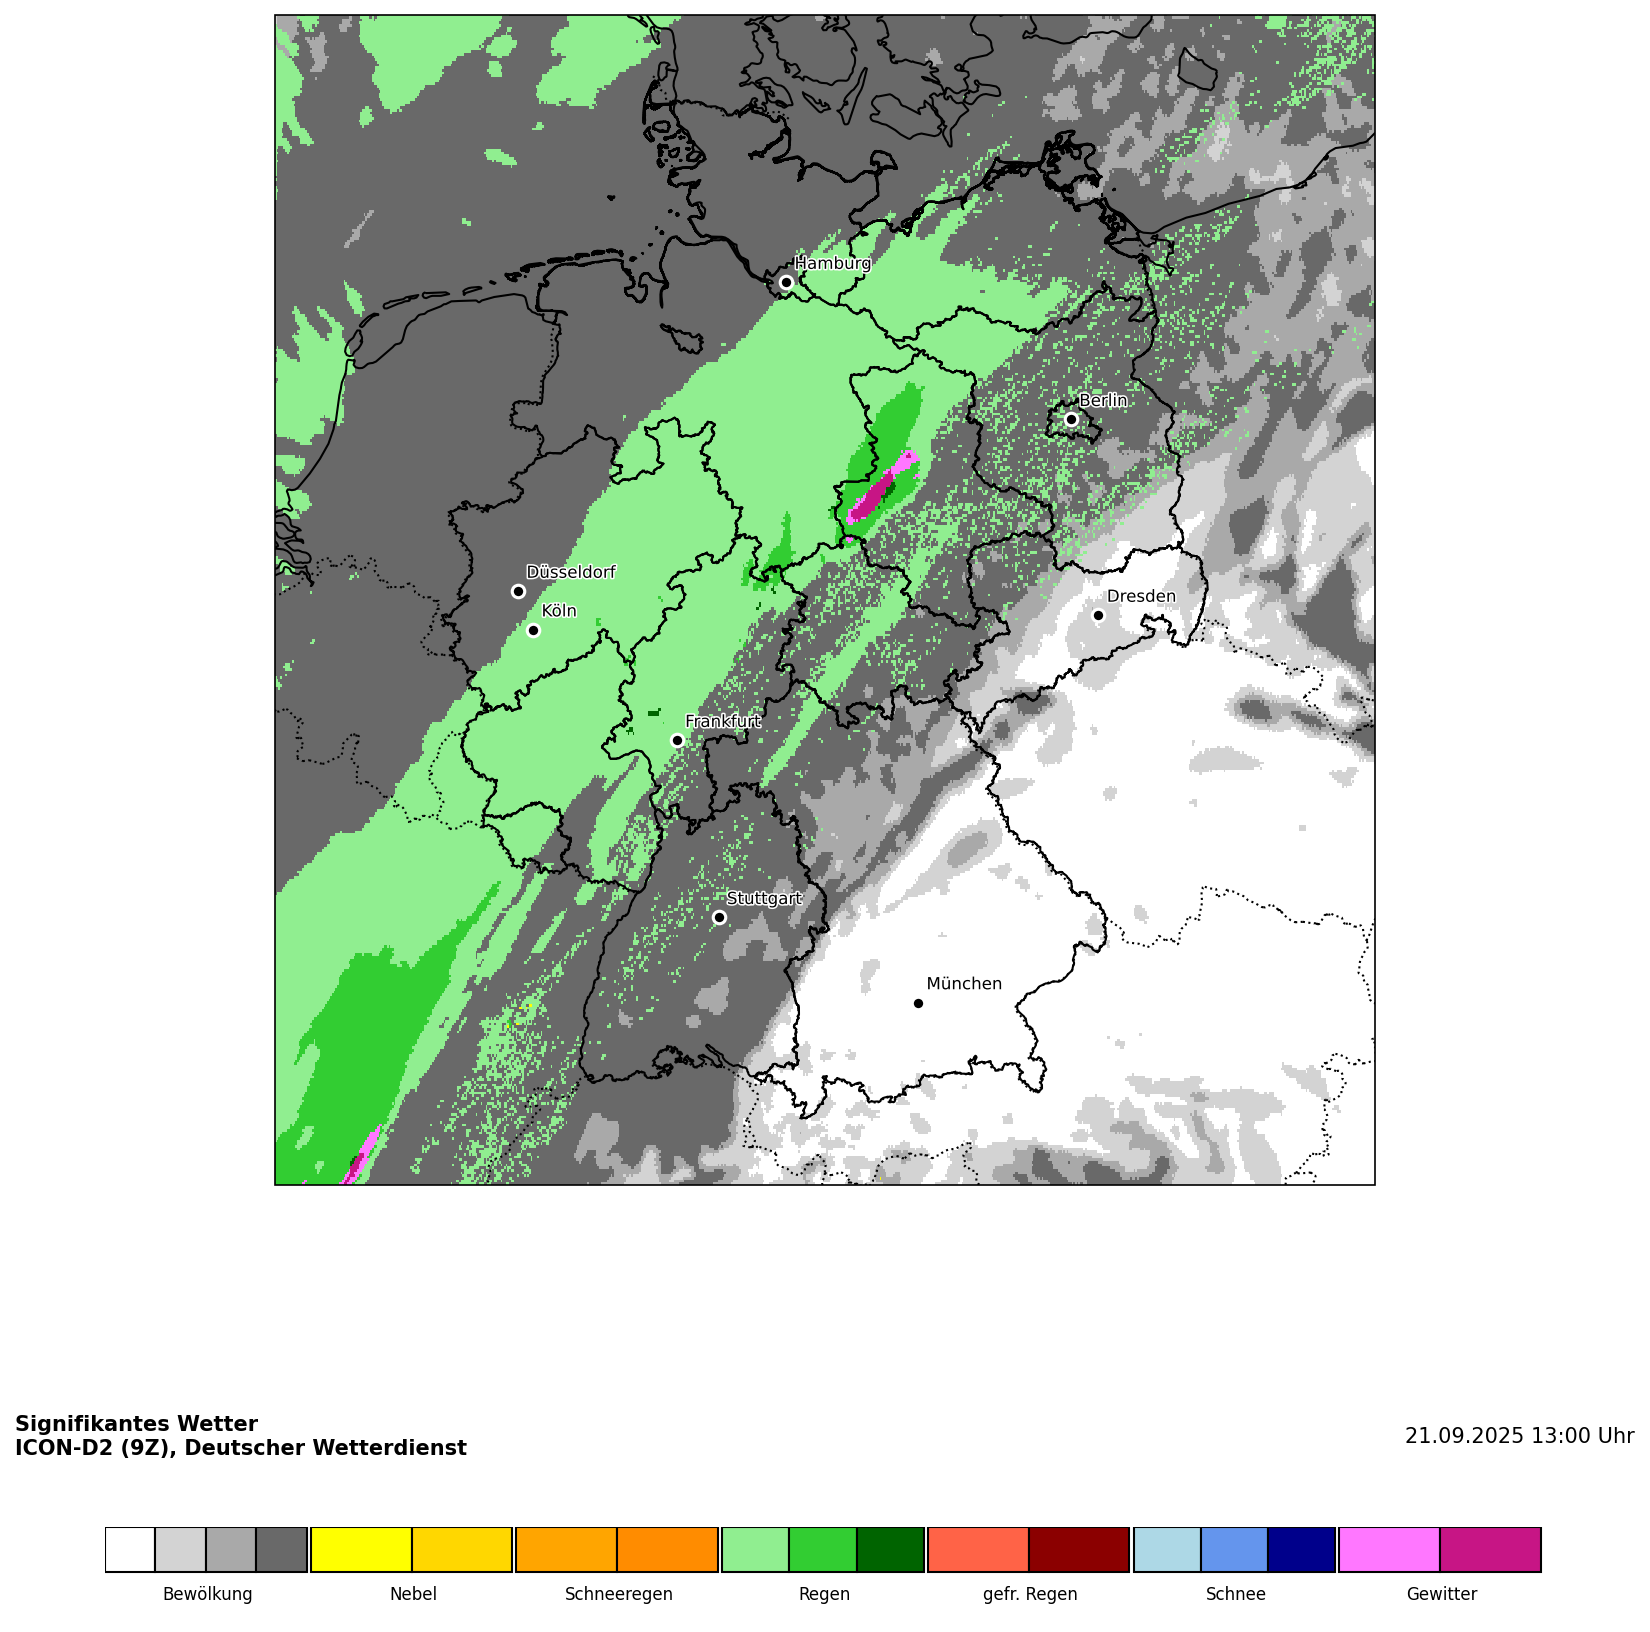 Hamburg
Berlin
Düsseldorf
Köln
Dresden
Frankfurt
Stuttgart
München
Signifikantes Wetter
ICON-D2 (9Z), Deutscher Wetterdienst
21.09.2025 13:00 Uhr
Bewölkung Nebel Schneeregen Regen gefr. Regen Schnee Gewitter